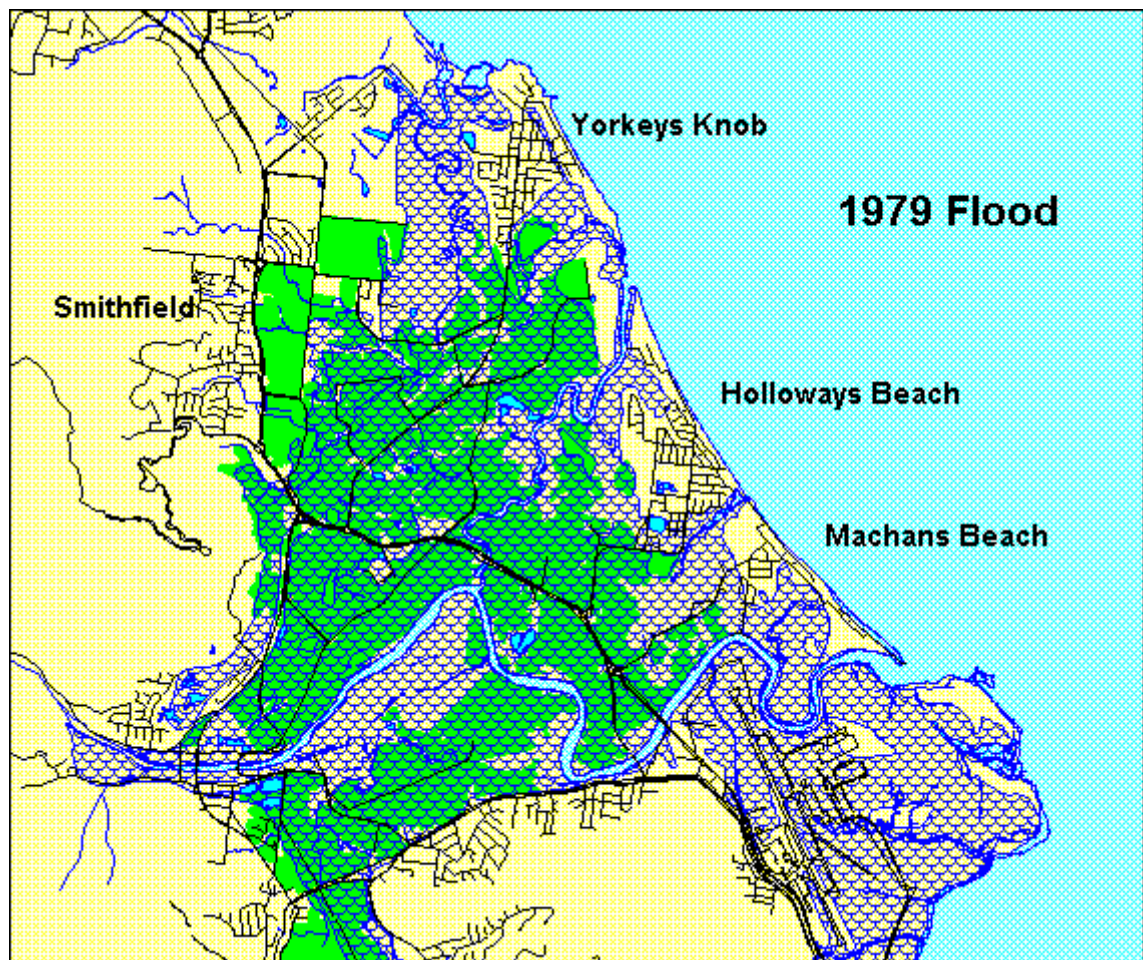 Yorkeys Knob
1979 Flood
Smithfield
Holloways Beach
Machans Beach